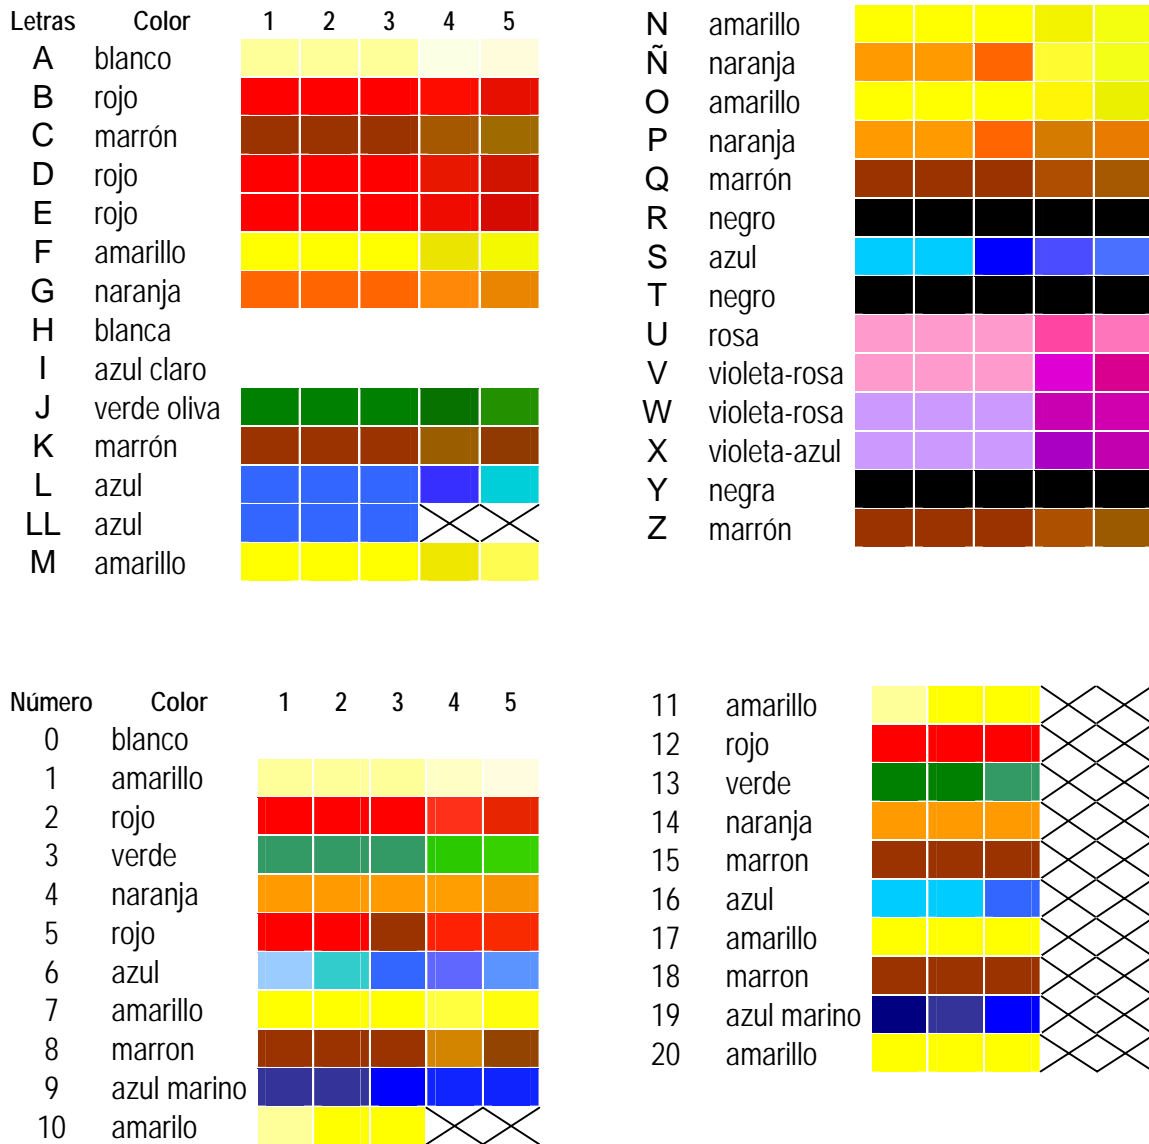 Letras Color 1 2 3 4 5
A blanco
B rojo
C marrón
D rojo
E rojo
F amarillo
G naranja
H blanca
I azul claro
J verde oliva
K marrón
L azul
LL azul
M amarillo
N amarillo
Ñ naranja
O amarillo
P naranja
Q marrón
R negro
S azul
T negro
U rosa
V violeta-rosa
W violeta-rosa
X violeta-azul
Y negra
Z marrón
Número Color 1 2 3 4 5
0 blanco
1 amarillo
2 rojo
3 verde
4 naranja
5 rojo
6 azul
7 amarillo
8 marron
9 azul marino
10 amarilo
11 amarillo
12 rojo
13 verde
14 naranja
15 marron
16 azul
17 amarillo
18 marron
19 azul marino
20 amarillo